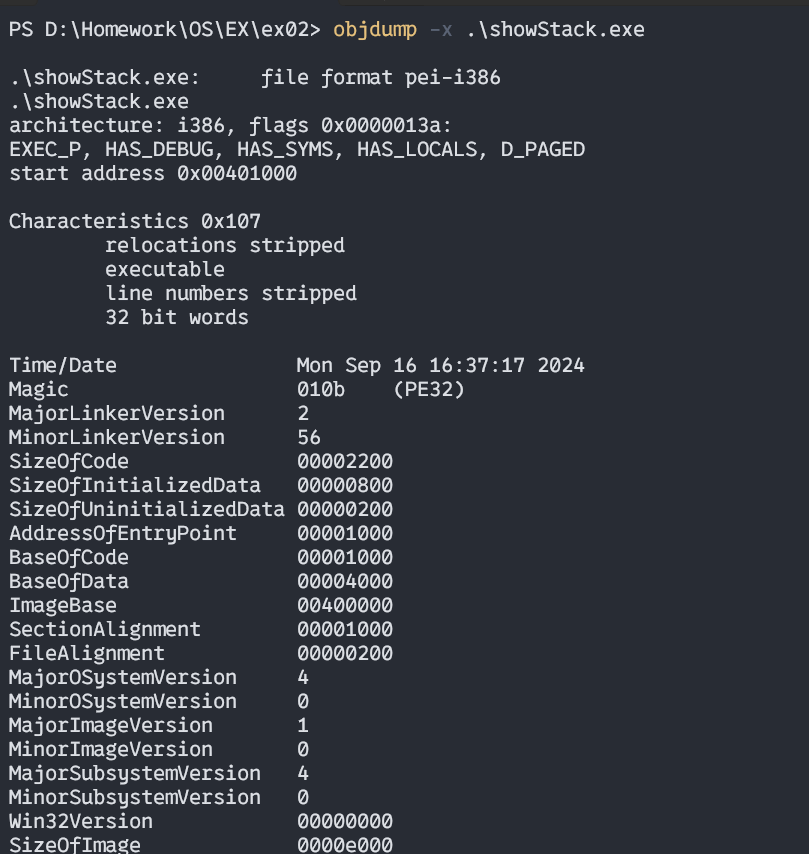 PS D:\Homework\OS\EX\ex02> objdump -x .\showStack.exe
.\showStack.exe:     file format pei-i386
.\showStack.exe
architecture: i386, flags 0x0000013a:
EXEC_P, HAS_DEBUG, HAS_SYMS, HAS_LOCALS, D_PAGED
start address 0x00401000
Characteristics 0x107
relocations stripped
executable
line numbers stripped
32 bit words
Time/Date               Mon Sep 16 16:37:17 2024
Magic                   010b    (PE32)
MajorLinkerVersion      2
MinorLinkerVersion      56
SizeOfCode              00002200
SizeOfInitializedData   00000800
SizeOfUninitializedData 00000200
AddressOfEntryPoint     00001000
BaseOfCode              00001000
BaseOfData              00004000
ImageBase               00400000
SectionAlignment        00001000
FileAlignment           00000200
MajorOSystemVersion     4
MinorOSystemVersion     0
MajorImageVersion       1
MinorImageVersion       0
MajorSubsystemVersion   4
MinorSubsystemVersion   0
Win32Version            00000000
SizeOfImage             0000e000